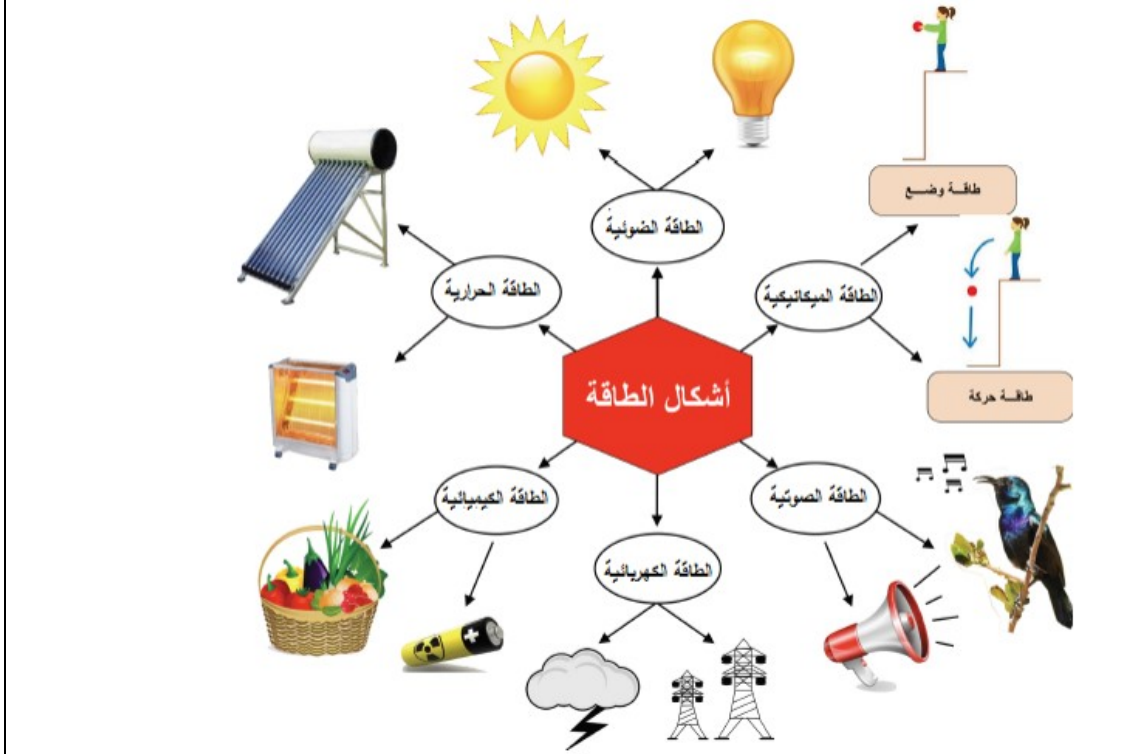 طاقة وضع
الطاقة الضوئية
الطاقة الميكانيكية
الطاقة الحرارية
أشكال الطاقة
طاقة حركة
الطاقة الصوتية
الطاقة الكيميائية
الطاقة الكهربائية